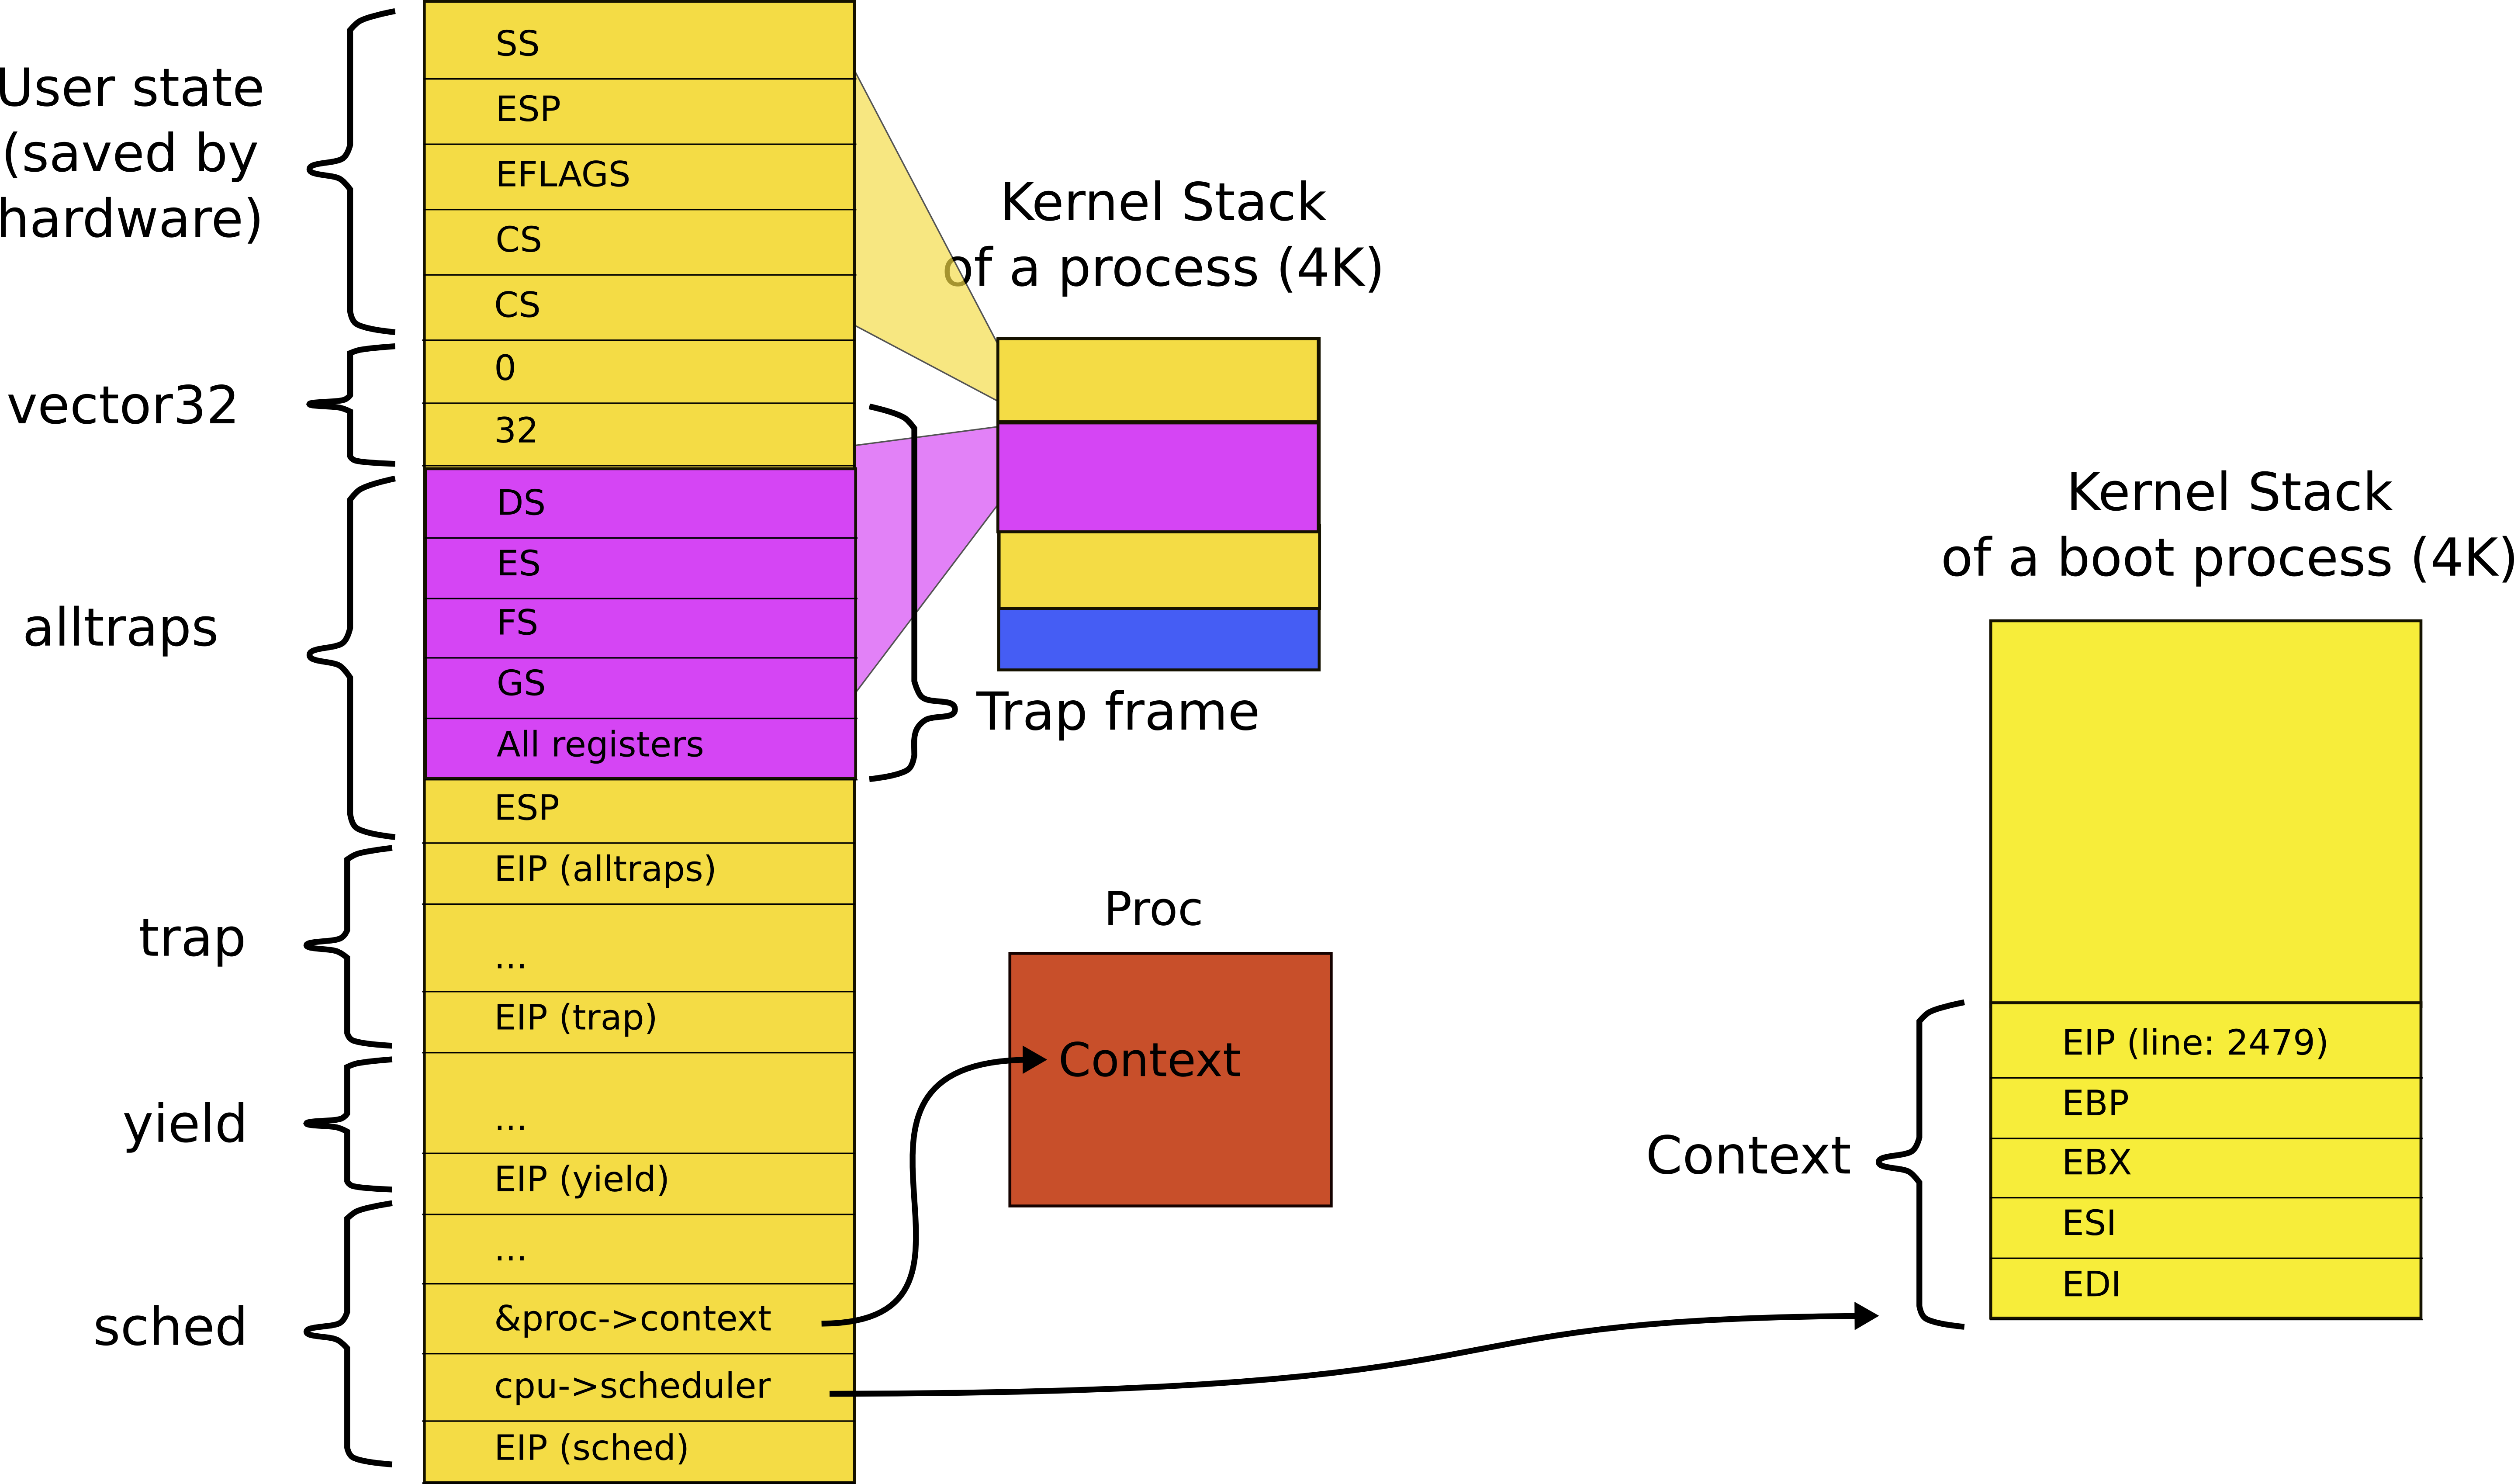 User state
(saved by
hardware)
vector32
alltraps
trap
yield
sched
SS
ESP
EFLAGS
CS
CS
0
32
DS
ES
FS
GS
All registers
ESP
EIP (alltraps)
...
EIP (trap)
...
EIP (yield)
...
&proc->context
cpu->scheduler
EIP (sched)
Kernel Stack
of a process (4K)
Trap frame
Proc
Context
Kernel Stack
of a boot process (4K)
Context
EIP (line: 2479)
EBP
EBX
ESI
EDI